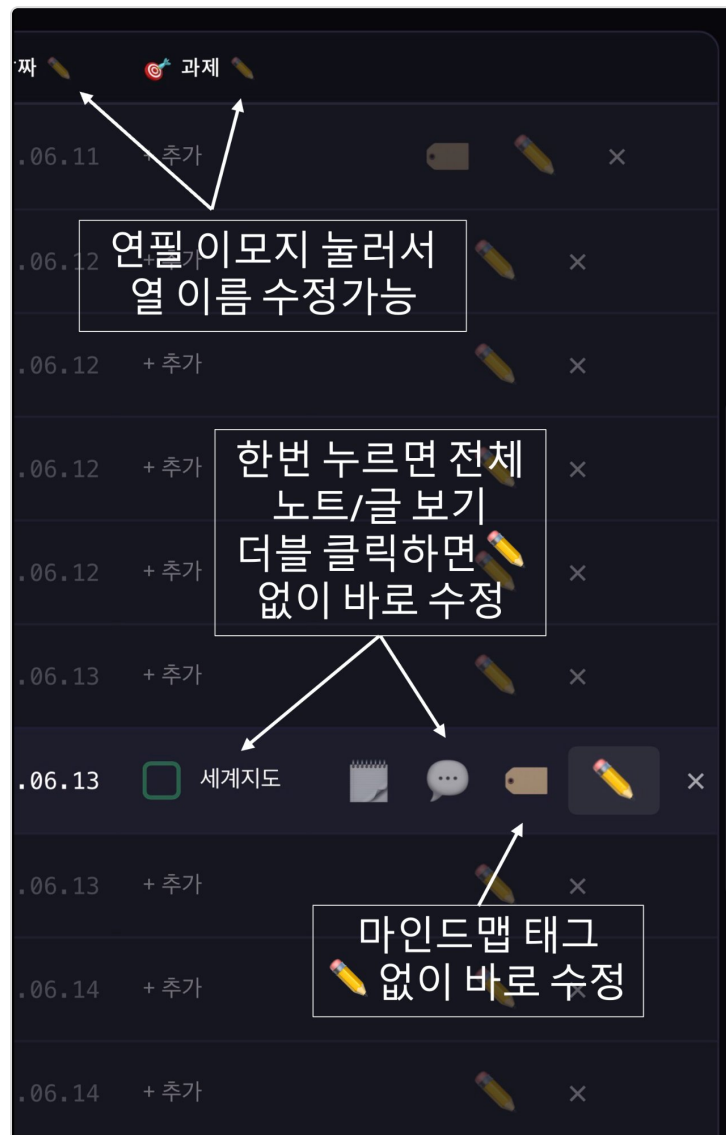 짜 ✏️ 🎯 과제 ✏️
.06.11 + 추가 ×
연필 이모지 눌러서
열 이름 수정가능
.06.12 + 추가 ×
.06.12 + 추가 ×
한번 누르면 전체
노트/글 보기
더블 클릭하면✏️
없이 바로 수정
.06.12 + 추가 ×
.06.12 + 추가 ×
.06.13 + 추가 ×
.06.13 세계지도 ×
.06.13 + 추가 ×
마인드맵 태그
✏️ 없이 바로 수정
.06.14 + 추가 ×
.06.14 + 추가 ×